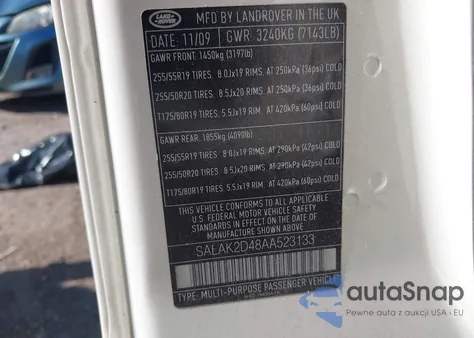 LAND ROVER
MFD BY LANDROVER IN THE UK
DATE: 11/09 GWR: 3240KG (7143LB)
GAWR FRONT: 1450kg (3197lb)
255/55R19 TIRES, 8.0Jx19 RIMS, AT 250kPa (36psi) COLD
255/50R20 TIRES, 8.5Jx20 RIMS, AT 250kPa (36psi) COLD
T175/80R19 TIRES, 5.5Jx19 RIM, AT 420kPa (60psi) COLD
GAWR REAR: 1855kg (4090lb)
255/55R19 TIRES, 8.0Jx19 RIMS, AT 290kPa (42psi) COLD
255/50R20 TIRES, 8.5Jx20 RIMS, AT 290kPa (42psi) COLD
T175/80R19 TIRES, 5.5Jx19 RIM, AT 420kPa (60psi) COLD
THIS VEHICLE CONFORMS TO ALL APPLICABLE
U.S. FEDERAL MOTOR VEHICLE SAFETY STANDARDS
IN EFFECT ON THE DATE OF MANUFACTURE
SHOWN ABOVE.
SALAK2D48AA523133
TYPE: MULTI-PURPOSE PASSENGER VEHICLE
autoSnap
Pewne auta z aukcji USA i EU